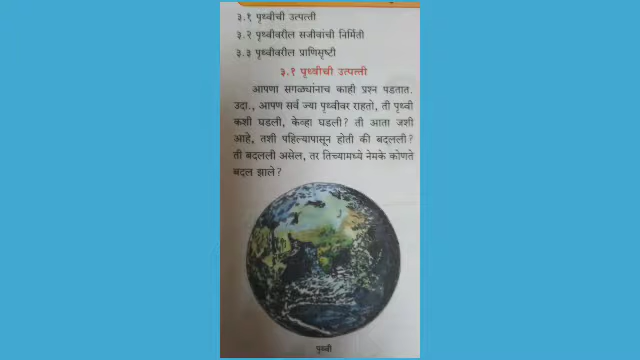 ३.१ पृथ्वीची उत्पत्ती
३.२ पृथ्वीवरील सजीवांची निर्मिती
३.३ पृथ्वीवरील प्राणिसृष्टी
३.१ पृथ्वीची उत्पत्ती
आपणा सगळ्यांनाच काही प्रश्न पडतात.
उदा., आपण सर्व ज्या पृथ्वीवर राहतो, ती पृथ्वी
कशी घडली, केव्हा घडली? ती आता जशी
आहे, तशी पहिल्यापासून होती की बदलली?
ती बदलली असेल, तर तिच्यामध्ये नेमके कोणते
बदल झाले?
पृथ्वी